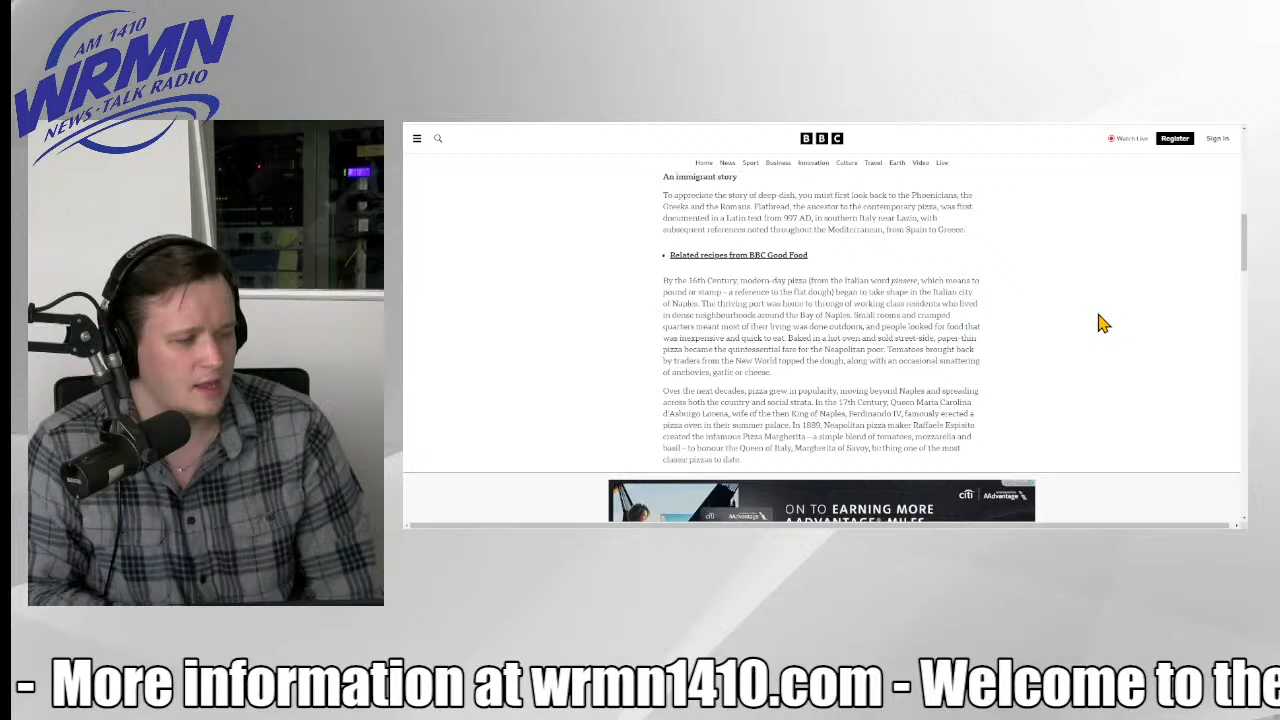 AM 1410
WRMN
NEWS·TALK RADIO
BBC
Watch Live
Register
Sign In
Home News Sport Business Innovation Culture Travel Earth Video Live
An immigrant story
To appreciate the story of deep-dish, you must first look back to the Phoenicians, the
Greeks and the Romans. Flatbread, the ancestor to the contemporary pizza, was first
documented in a Latin text from 997 AD, in southern Italy near Lazio, with
subsequent references noted throughout the Mediterranean, from Spain to Greece.
• Related recipes from BBC Good Food
By the 16th Century, modern-day pizza (from the Italian word pinsere, which means to
pound or stamp – a reference to the flat dough) began to take shape in the Italian city
of Naples. The thriving port was home to throngs of working class residents who lived
in dense neighbourhoods around the Bay of Naples. Small rooms and cramped
quarters meant most of their living was done outdoors, and people looked for food that
was inexpensive and quick to eat. Baked in a hot oven and sold street-side, paper-thin
pizza became the quintessential fare for the Neapolitan poor. Tomatoes brought back
by traders from the New World topped the dough, along with an occasional smattering
of anchovies, garlic or cheese.
Over the next decades, pizza grew in popularity, moving beyond Naples and spreading
across both the country and social strata. In the 17th Century, Queen Maria Carolina
d'Asburgo Lorena, wife of the then King of Naples, Ferdinando IV, famously erected a
pizza oven in their summer palace. In 1889, Neapolitan pizza maker Raffaele Espisito
created the infamous Pizza Margherita – a simple blend of tomatoes, mozzarella and
basil – to honour the Queen of Italy, Margherita of Savoy, birthing one of the most
classic pizzas to date.
citi | AAdvantage
ON TO EARNING MORE
citi AAdvantage
AADVANTAGE® MILES
- More information at wrmn1410.com - Welcome to the